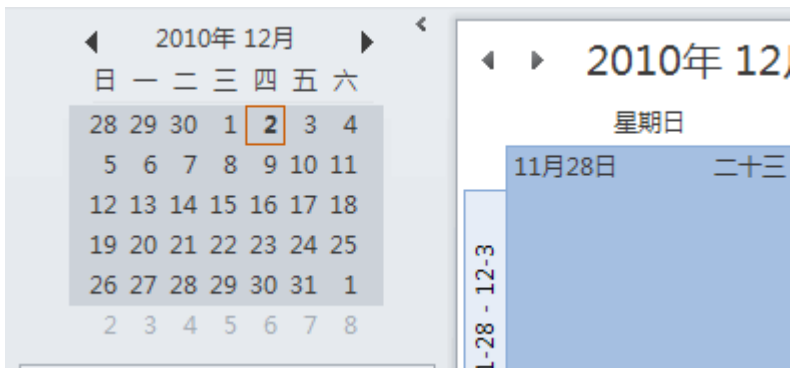 2010年 12月
日 一 二 三 四 五 六
28 29 30 1 2 3 4
5 6 7 8 9 10 11
12 13 14 15 16 17 18
19 20 21 22 23 24 25
26 27 28 29 30 31 1
2 3 4 5 6 7 8
2010年 12月
星期日
11月28日 二十三
1-28 - 12-3